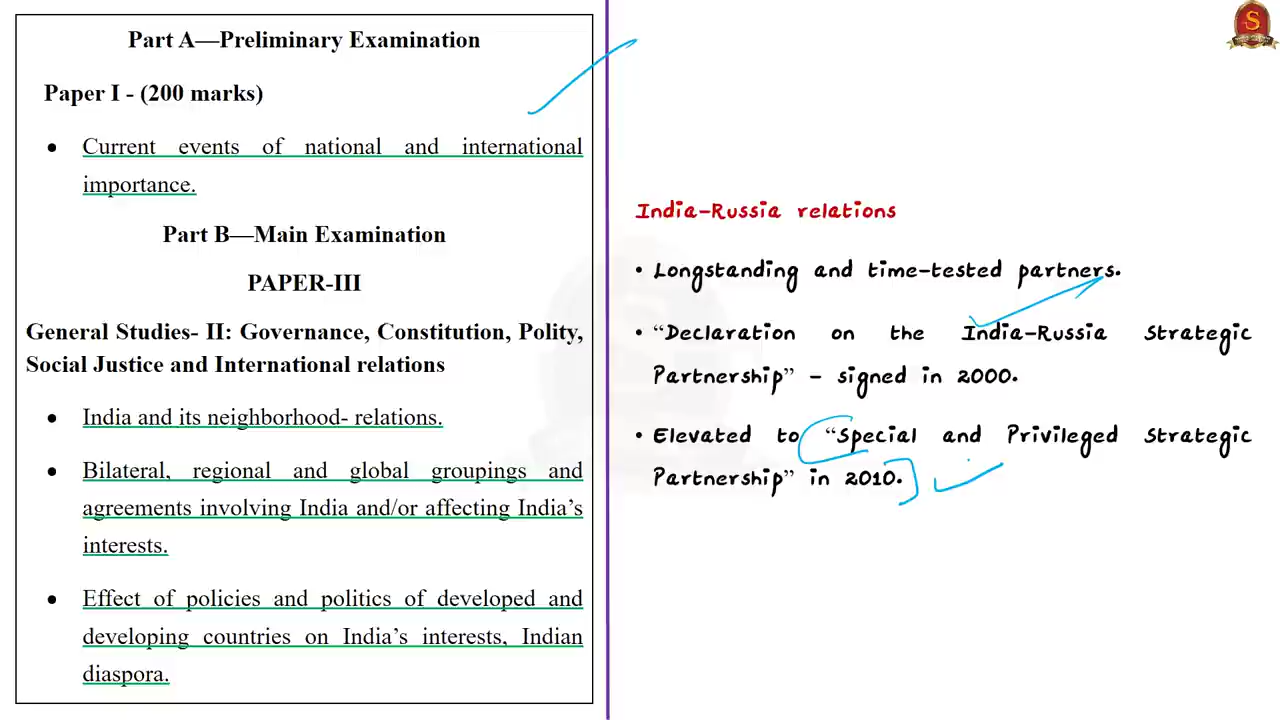 Part A—Preliminary Examination
Paper I - (200 marks)
● Current events of national and international
importance.
Part B—Main Examination
PAPER-III
General Studies- II: Governance, Constitution, Polity,
Social Justice and International relations
● India and its neighborhood- relations.
● Bilateral, regional and global groupings and
agreements involving India and/or affecting India’s
interests.
● Effect of policies and politics of developed and
developing countries on India’s interests, Indian
diaspora.
S
India-Russia relations
• Longstanding and time-tested partners.
• “Declaration on the India-Russia Strategic
Partnership” - signed in 2000.
• Elevated to “Special and Privileged Strategic
Partnership” in 2010.